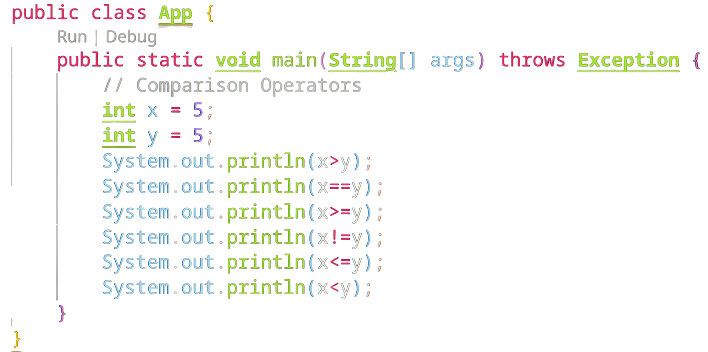 public class App {
Run | Debug
public static void main(String[] args) throws Exception {
// Comparison Operators
int x = 5;
int y = 5;
System.out.println(x>y);
System.out.println(x==y);
System.out.println(x>=y);
System.out.println(x!=y);
System.out.println(x<=y);
System.out.println(x<y);
}
}